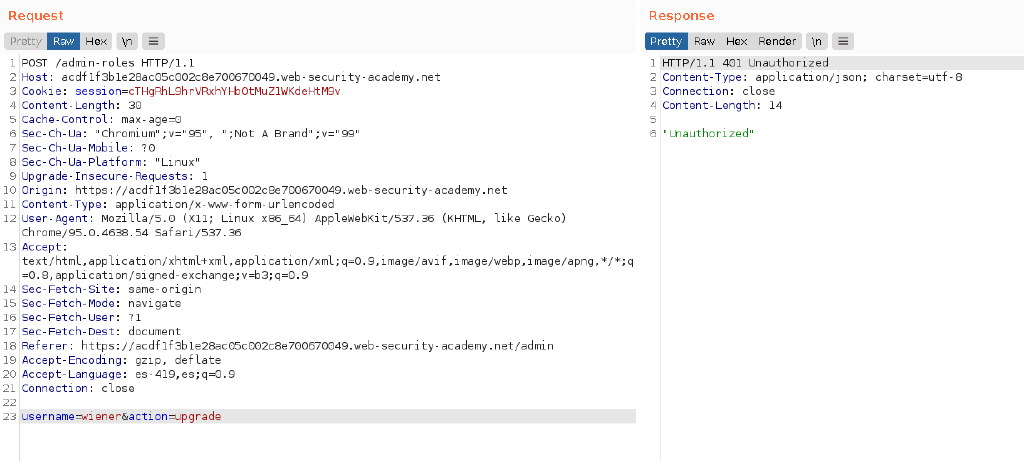 Request
Pretty Raw Hex \n ≡
1 POST /admin-roles HTTP/1.1
2 Host: acdf1f3b1e28ac05c002c8e700670049.web-security-academy.net
3 Cookie: session=cTHgRhL9hrVRxhYHbOtMuZ1WKdeHtM9v
4 Content-Length: 30
5 Cache-Control: max-age=0
6 Sec-Ch-Ua: "Chromium";v="95", ";Not A Brand";v="99"
7 Sec-Ch-Ua-Mobile: ?0
8 Sec-Ch-Ua-Platform: "Linux"
9 Upgrade-Insecure-Requests: 1
10 Origin: https://acdf1f3b1e28ac05c002c8e700670049.web-security-academy.net
11 Content-Type: application/x-www-form-urlencoded
12 User-Agent: Mozilla/5.0 (X11; Linux x86_64) AppleWebKit/537.36 (KHTML, like Gecko)
Chrome/95.0.4638.54 Safari/537.36
13 Accept:
text/html,application/xhtml+xml,application/xml;q=0.9,image/avif,image/webp,image/apng,*/*;q
=0.8,application/signed-exchange;v=b3;q=0.9
14 Sec-Fetch-Site: same-origin
15 Sec-Fetch-Mode: navigate
16 Sec-Fetch-User: ?1
17 Sec-Fetch-Dest: document
18 Referer: https://acdf1f3b1e28ac05c002c8e700670049.web-security-academy.net/admin
19 Accept-Encoding: gzip, deflate
20 Accept-Language: es-419,es;q=0.9
21 Connection: close
22
23 username=wiener&action=upgrade
Response
Pretty Raw Hex Render \n ≡
1 HTTP/1.1 401 Unauthorized
2 Content-Type: application/json; charset=utf-8
3 Connection: close
4 Content-Length: 14
5
6 "Unauthorized"